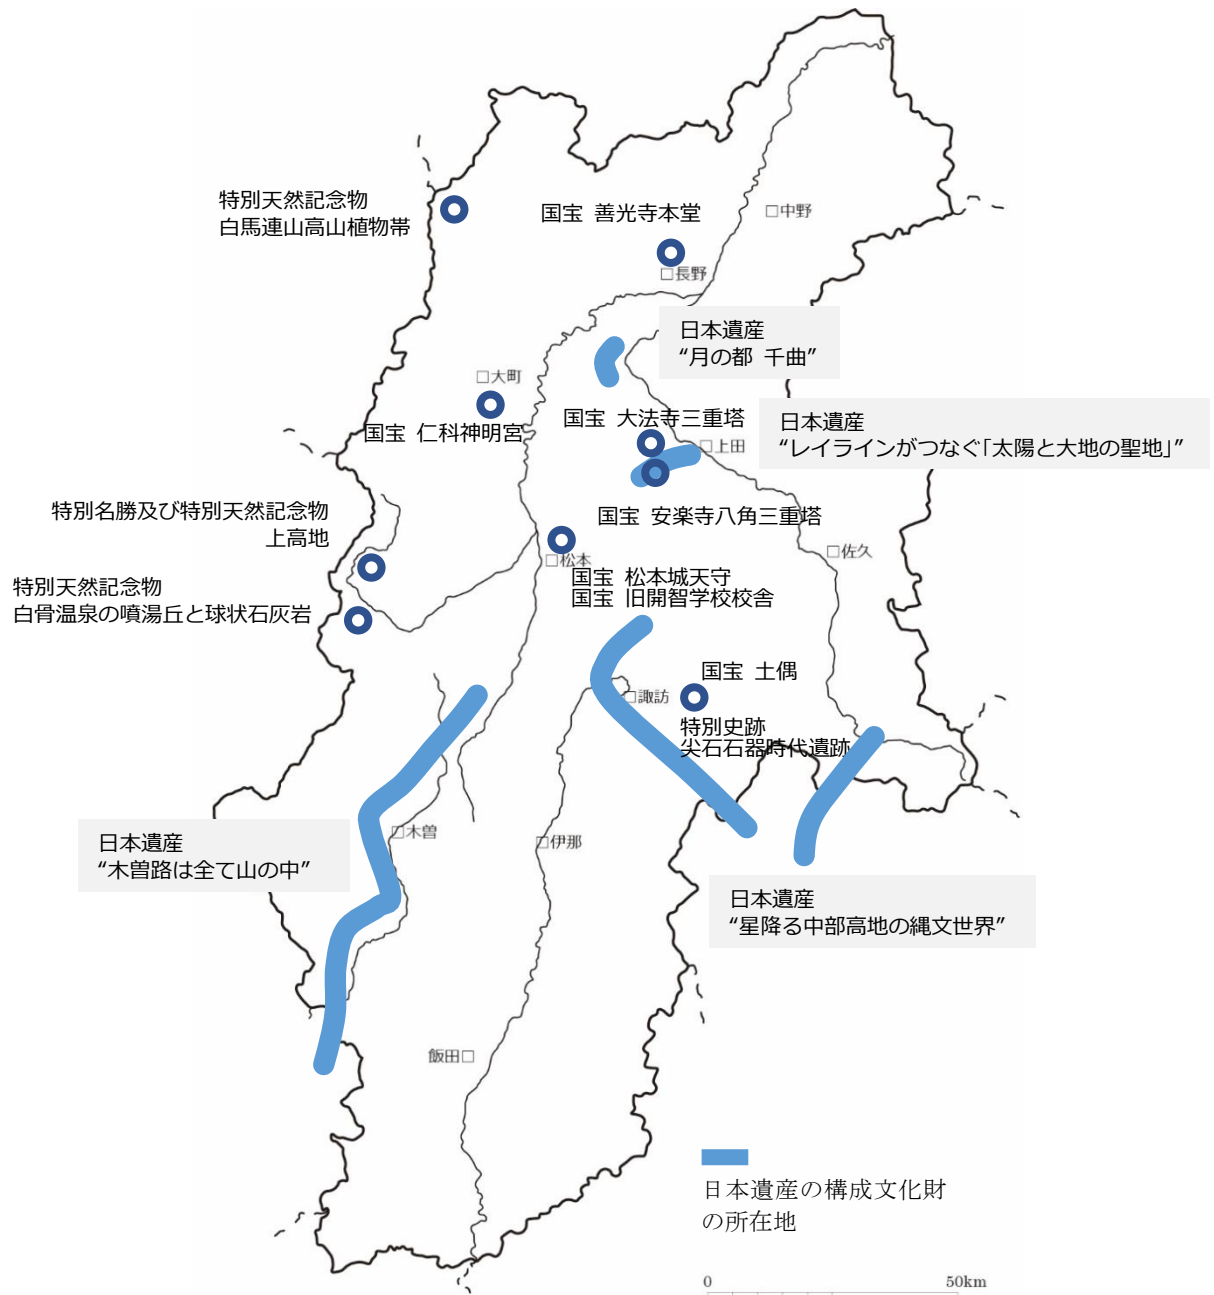 特別天然記念物
白馬連山高山植物帯
国宝 善光寺本堂
□中野
□長野
日本遺産
“月の都 千曲”
□大町
国宝 仁科神明宮
国宝 大法寺三重塔
□上田
日本遺産
“レイラインがつなぐ「太陽と大地の聖地」”
国宝 安楽寺八角三重塔
特別名勝及び特別天然記念物
上高地
□松本
□佐久
国宝 松本城天守
国宝 旧開智学校校舎
特別天然記念物
白骨温泉の噴湯丘と球状石灰岩
国宝 土偶
□諏訪
特別史跡
尖石石器時代遺跡
□木曽
□伊那
日本遺産
“木曽路は全て山の中”
日本遺産
“星降る中部高地の縄文世界”
飯田□
日本遺産の構成文化財
の所在地
0 50km